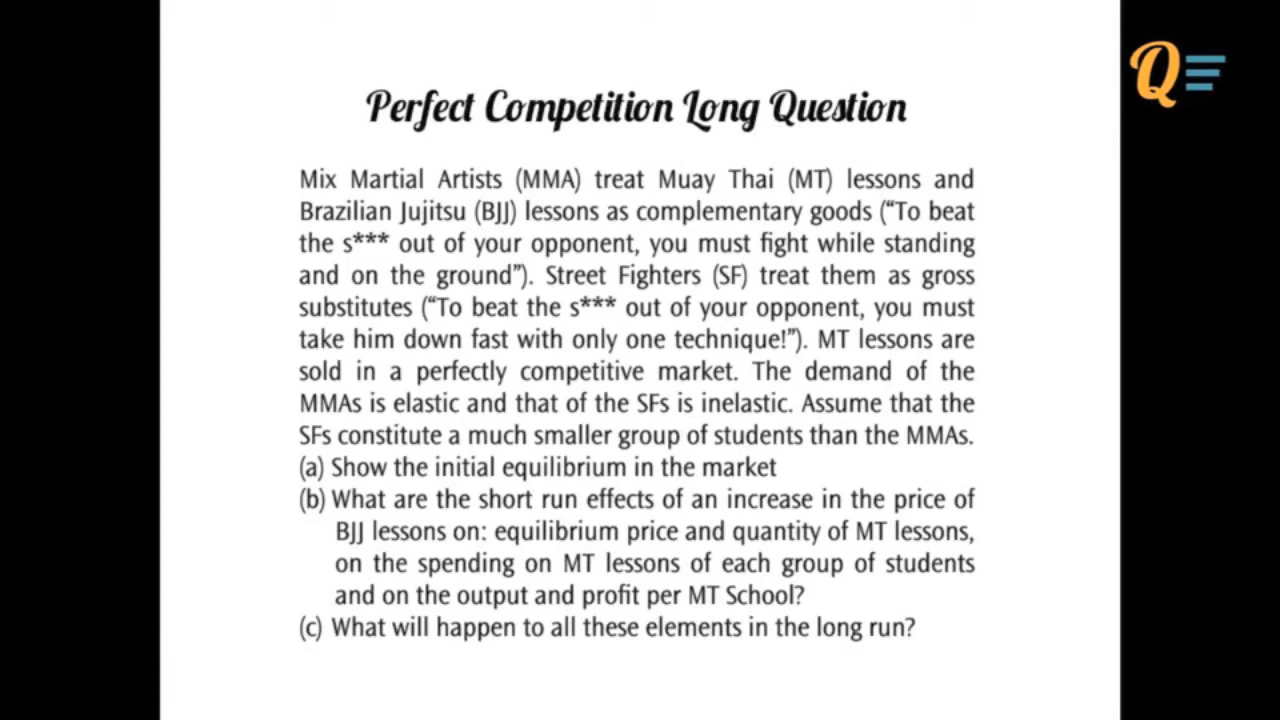 Q
Perfect Competition Long Question
Mix Martial Artists (MMA) treat Muay Thai (MT) lessons and
Brazilian Jujitsu (BJJ) lessons as complementary goods (“To beat
the s*** out of your opponent, you must fight while standing
and on the ground”). Street Fighters (SF) treat them as gross
substitutes (“To beat the s*** out of your opponent, you must
take him down fast with only one technique!”). MT lessons are
sold in a perfectly competitive market. The demand of the
MMAs is elastic and that of the SFs is inelastic. Assume that the
SFs constitute a much smaller group of students than the MMAs.
(a) Show the initial equilibrium in the market
(b) What are the short run effects of an increase in the price of
BJJ lessons on: equilibrium price and quantity of MT lessons,
on the spending on MT lessons of each group of students
and on the output and profit per MT School?
(c) What will happen to all these elements in the long run?